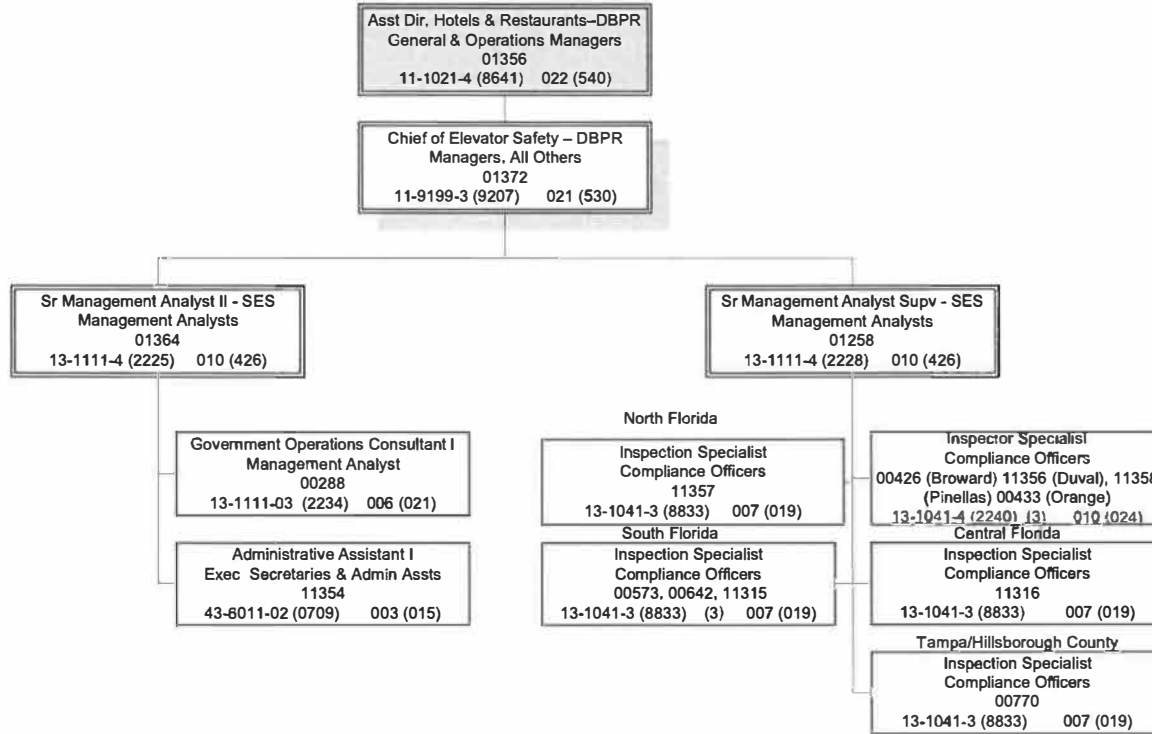 Asst Dir, Hotels & Restaurants–DBPR
General & Operations Managers
01356
11-1021-4 (8641) 022 (540)
Chief of Elevator Safety – DBPR
Managers, All Others
01372
11-9199-3 (9207) 021 (530)
Sr Management Analyst II - SES
Management Analysts
01364
13-1111-4 (2225) 010 (426)
Sr Management Analyst Supv - SES
Management Analysts
01258
13-1111-4 (2228) 010 (426)
Government Operations Consultant I
Management Analyst
00288
13-1111-03 (2234) 006 (021)
Administrative Assistant I
Exec Secretaries & Admin Assts
11354
43-6011-02 (0709) 003 (015)
North Florida
Inspection Specialist
Compliance Officers
11357
13-1041-3 (8833) 007 (019)
Inspector Specialist
Compliance Officers
00426 (Broward) 11356 (Duval), 11358
(Pinellas) 00433 (Orange)
13-1041-4 (2240) (3) 010 (024)
South Florida
Inspection Specialist
Compliance Officers
00573, 00642, 11315
13-1041-3 (8833) (3) 007 (019)
Central Florida
Inspection Specialist
Compliance Officers
11316
13-1041-3 (8833) 007 (019)
Tampa/Hillsborough County
Inspection Specialist
Compliance Officers
00770
13-1041-3 (8833) 007 (019)